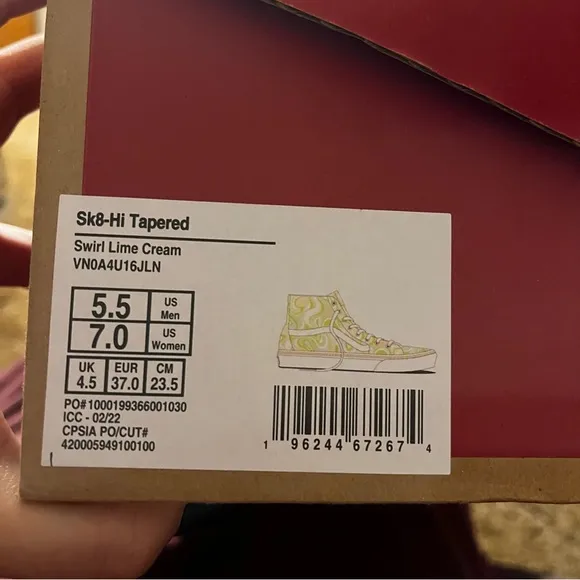 Sk8-Hi Tapered
Swirl Lime Cream
VN0A4U16JLN
5.5 US Men
7.0 US Women
UK EUR CM
4.5 37.0 23.5
PO# 1000199366001030
ICC - 02/22
CPSIA PO/CUT#
420005949100100
1 96244 67267 4